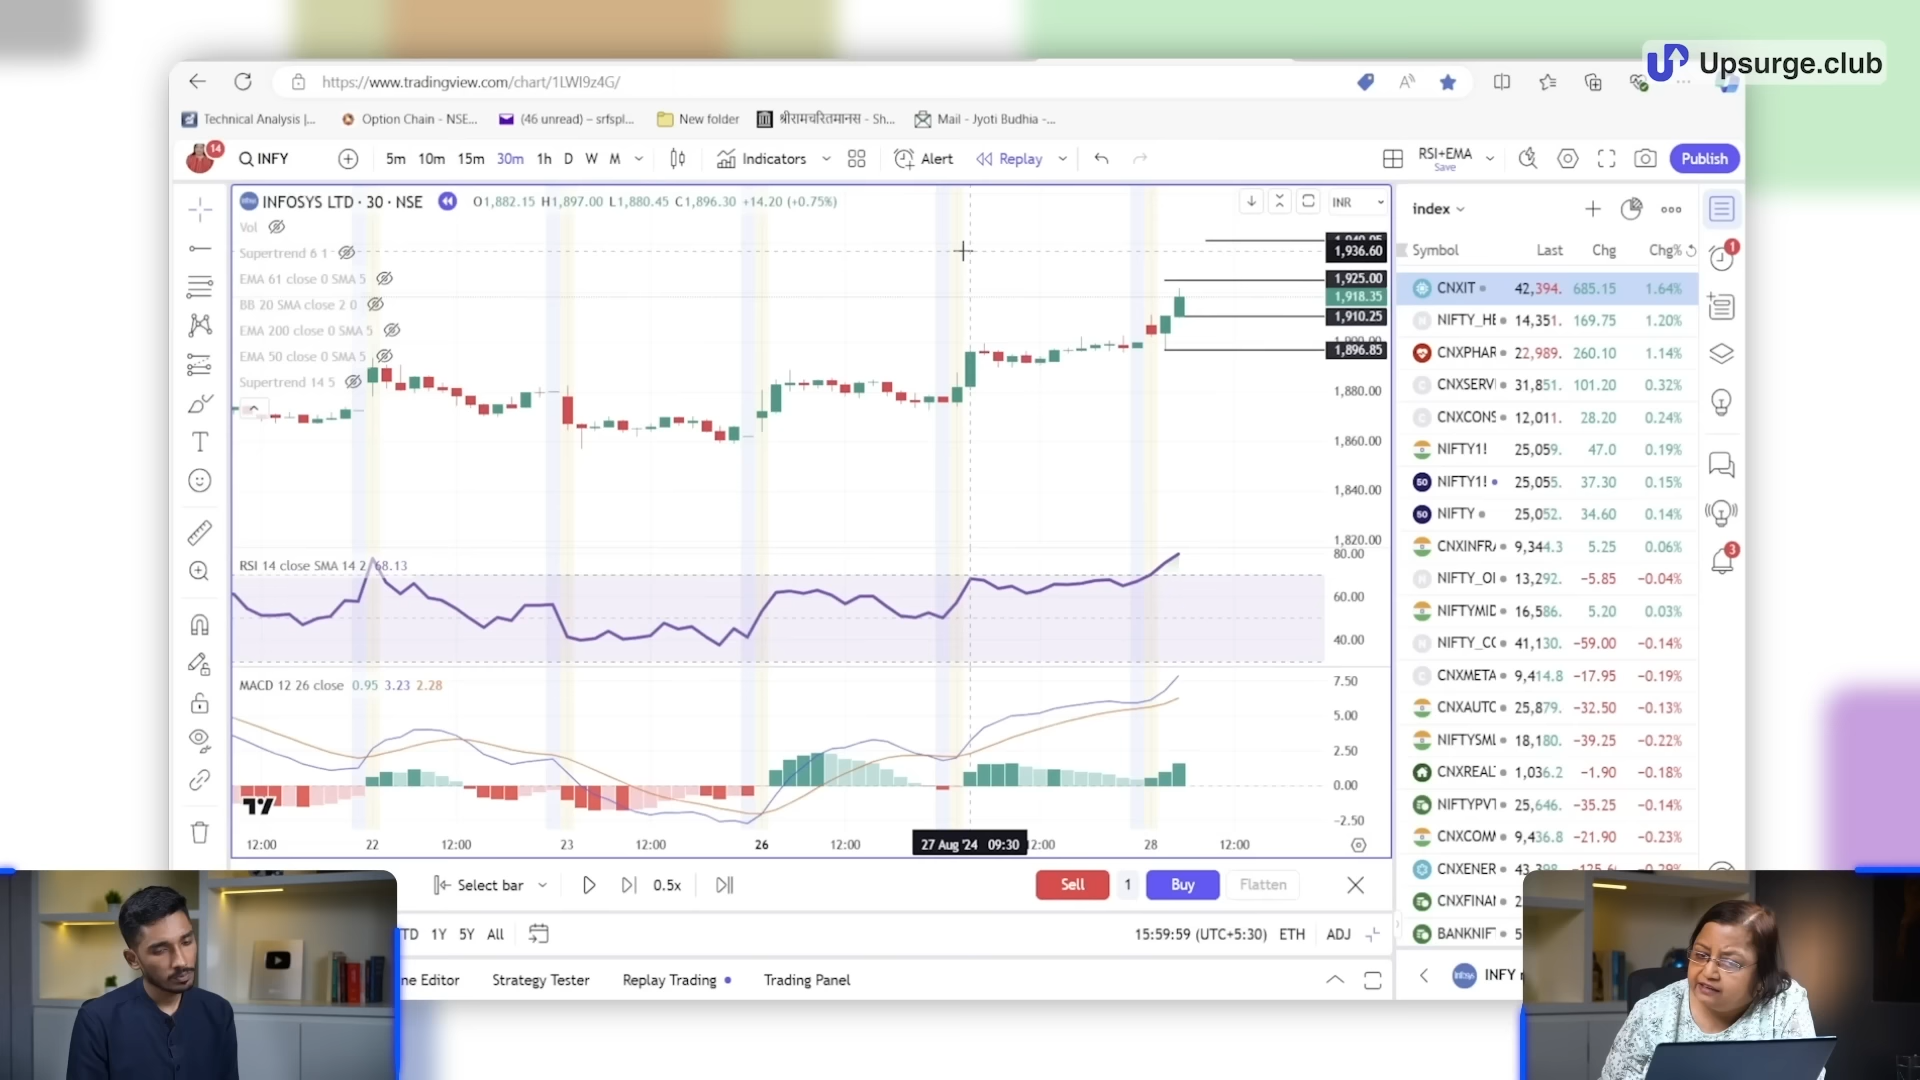 Upsurge.club
https://www.tradingview.com/chart/1LWI9z4G/
Technical Analysis |...
Option Chain - NSE...
(46 unread) – srfspl...
New folder
श्रीरामचरितमानस - Sh...
Mail - Jyoti Budhia -...
14
INFY
5m 10m 15m 30m 1h D W M
Indicators
Alert
Replay
RSI+EMA
Save
Publish
INFOSYS LTD · 30 · NSE
O1,882.15 H1,897.00 L1,880.45 C1,896.30 +14.20 (+0.75%)
INR
Vol
Supertrend 6 1
EMA 61 close 0 SMA 5
BB 20 SMA close 2 0
EMA 200 close 0 SMA 5
EMA 50 close 0 SMA 5
Supertrend 14 5
1,936.60
1,925.00
1,918.35
1,910.25
1,896.85
1,880.00
1,860.00
1,840.00
1,820.00
RSI 14 close SMA 14 2 68.13
80.00
60.00
40.00
MACD 12 26 close 0.95 3.23 2.28
7.50
5.00
2.50
0.00
−2.50
12:00 22 12:00 23 12:00 26 12:00 27 Aug '24 09:30 12:00 28 12:00
index
Symbol Last Chg Chg%
CNXIT 42,394. 685.15 1.64%
NIFTY_HE 14,351. 169.75 1.20%
CNXPHAR 22,989. 260.10 1.14%
CNXSERV 31,851. 101.20 0.32%
CNXCONS 12,011. 28.20 0.24%
NIFTY1! 25,059. 47.0 0.19%
50 NIFTY1! 25,055. 37.30 0.15%
50 NIFTY 25,052. 34.60 0.14%
CNXINFRA 9,344.3 5.25 0.06%
NIFTY_OI 13,292. −5.85 −0.04%
NIFTYMID 16,586. 5.20 0.03%
NIFTY_CO 41,130. −59.00 −0.14%
CNXMETA 9,414.8 −17.95 −0.19%
CNXAUTO 25,879. −32.50 −0.13%
NIFTYSML 18,180. −39.25 −0.22%
CNXREAL 1,036.2 −1.90 −0.18%
NIFTYPVT 25,646. −35.25 −0.14%
CNXCOMM 9,436.8 −21.90 −0.23%
CNXENER
CNXFINAN 2
BANKNIF 5
1
3
Select bar
0.5x
Sell
1
Buy
Flatten
TD 1Y 5Y All
15:59:59 (UTC+5:30) ETH ADJ
ne Editor Strategy Tester Replay Trading Trading Panel
Infosys INFY